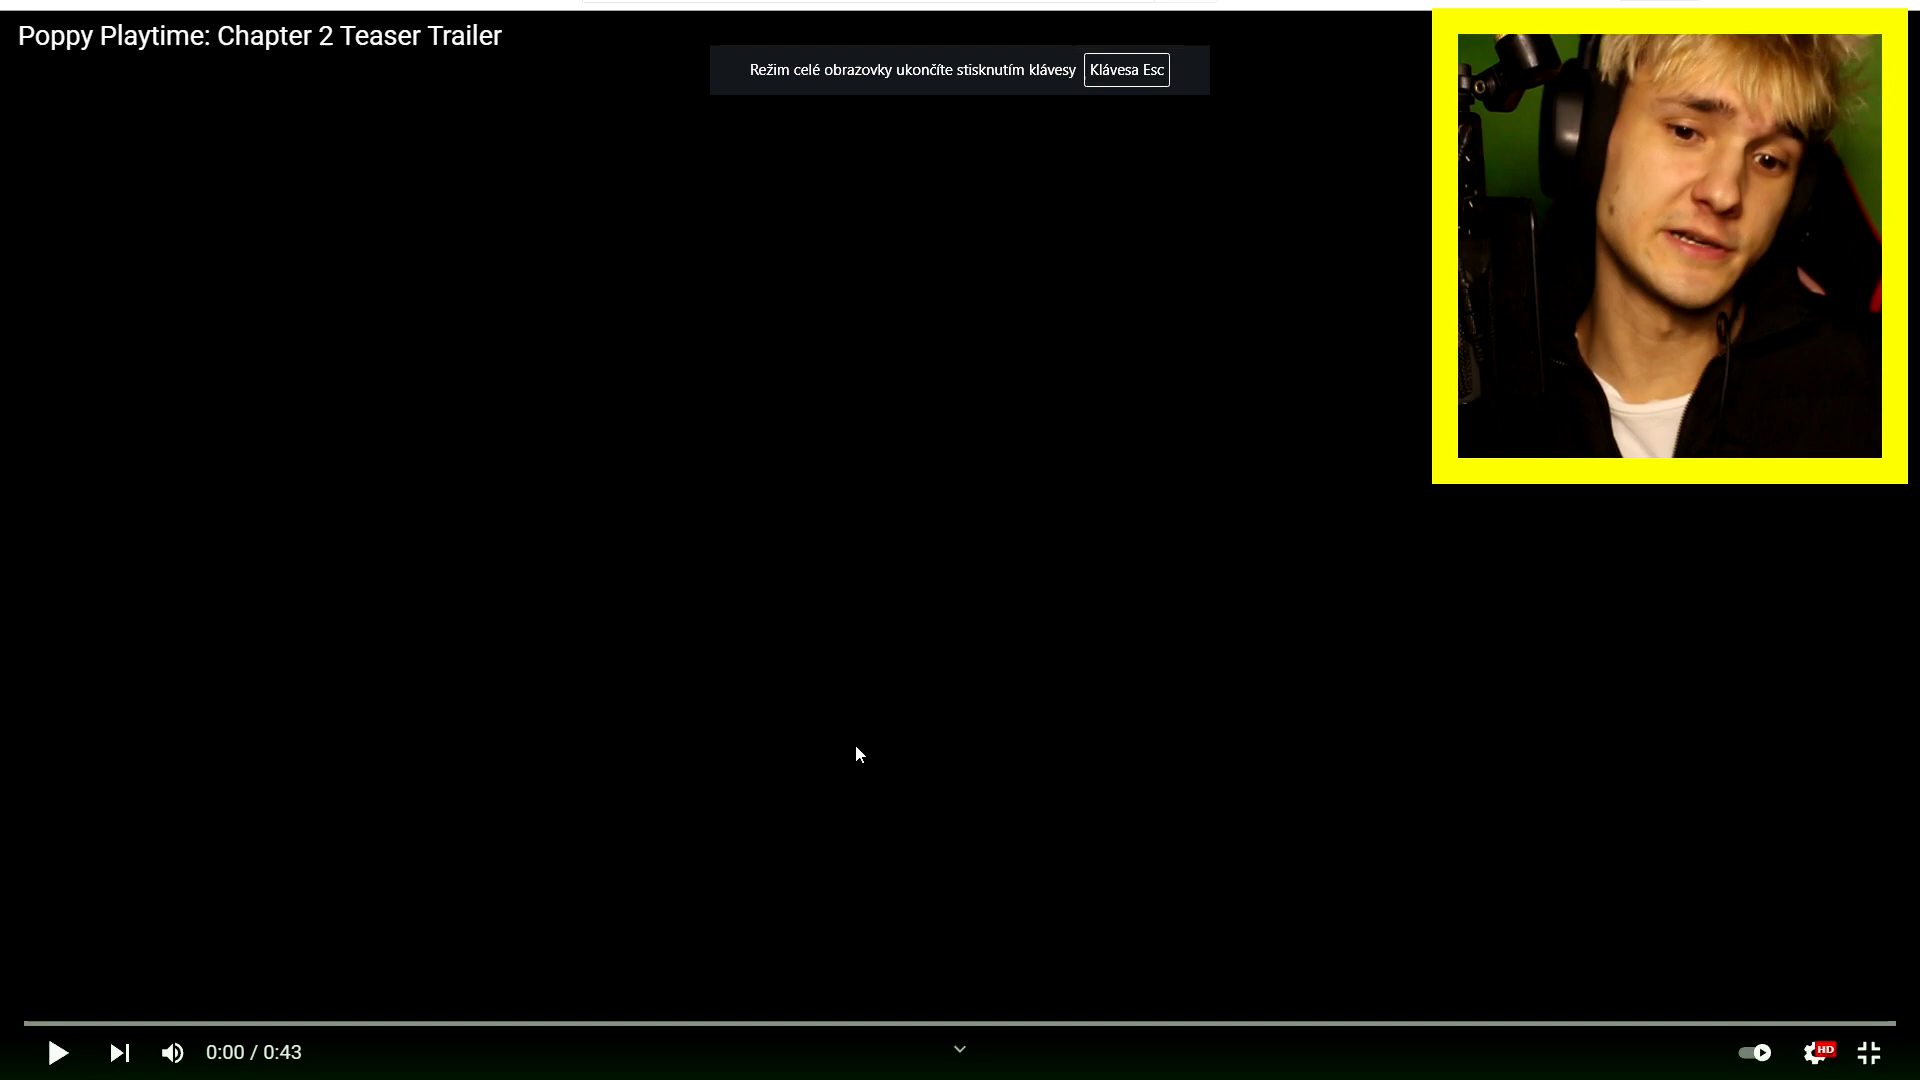 Poppy Playtime: Chapter 2 Teaser Trailer
Režim celé obrazovky ukončíte stisknutím klávesy Klávesa Esc
0:00 / 0:43
HD